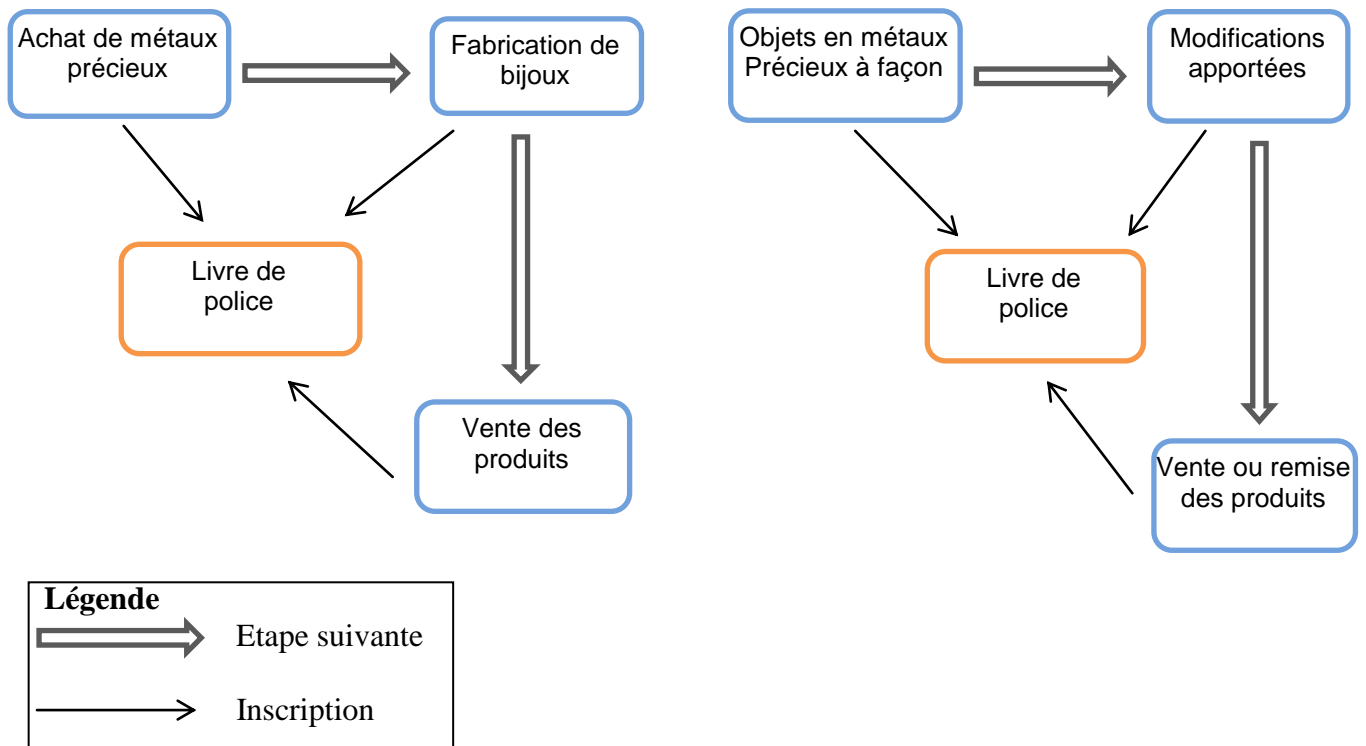 Achat de métaux
précieux
Fabrication de
bijoux
Livre de
police
Vente des
produits
Objets en métaux
Précieux à façon
Modifications
apportées
Livre de
police
Vente ou remise
des produits
Légende
Etape suivante
Inscription